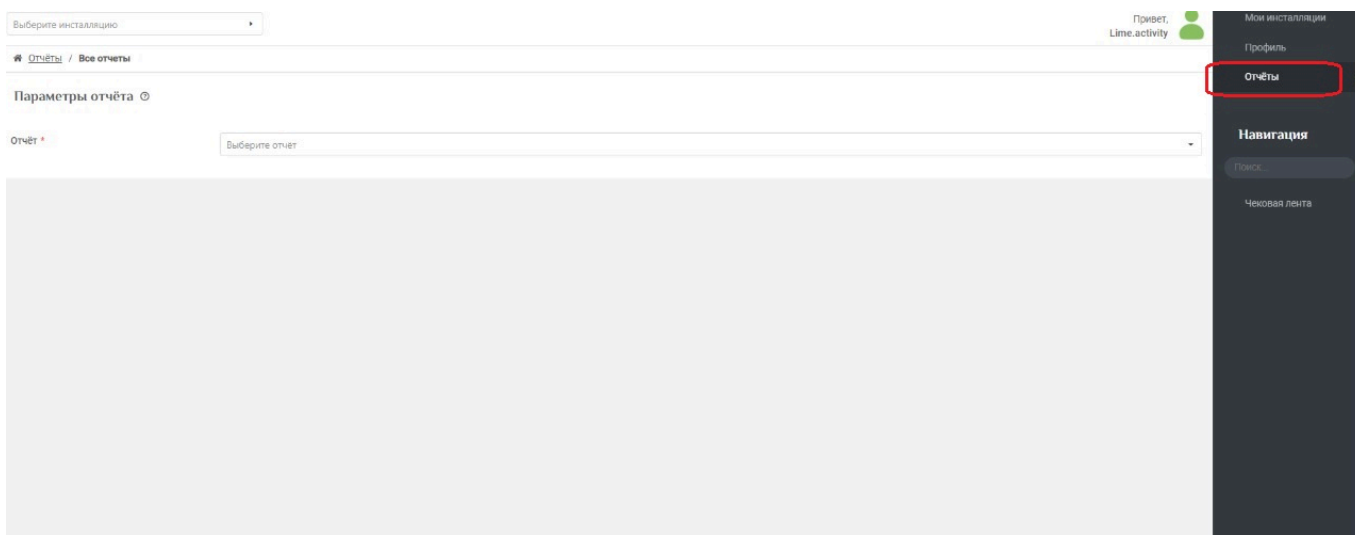 Выберите инсталляцию
Привет,
Lime.activity
Отчёты / Все отчеты
Параметры отчёта
Отчёт *
Выберите отчет
Мои инсталляции
Профиль
Отчёты
Навигация
Поиск...
Чековая лента